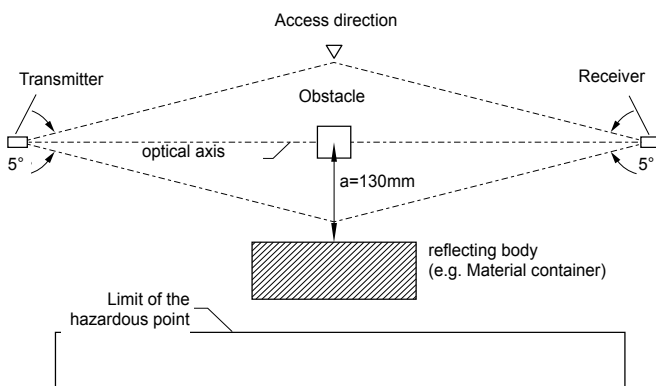 Access direction
Transmitter
Receiver
Obstacle
optical axis
5°
5°
a=130mm
reflecting body
(e.g. Material container)
Limit of the
hazardous point